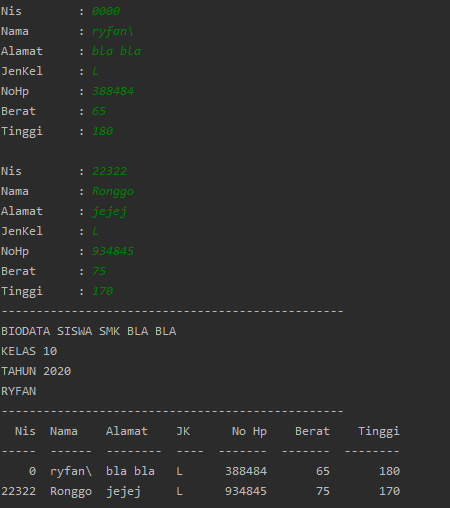 Nis        : 0000
Nama       : ryfan\
Alamat     : bla bla
JenKel     : L
NoHp       : 388484
Berat      : 65
Tinggi     : 180

Nis        : 22322
Nama       : Ronggo
Alamat     : jejej
JenKel     : L
NoHp       : 934845
Berat      : 75
Tinggi     : 170
-------------------------------------------------
BIODATA SISWA SMK BLA BLA
KELAS 10
TAHUN 2020
RYFAN
-------------------------------------------------
  Nis  Nama    Alamat    JK      No Hp    Berat    Tinggi
-----  ------  --------  ----  -------  -------  --------
    0  ryfan\  bla bla   L      388484       65       180
22322  Ronggo  jejej     L      934845       75       170